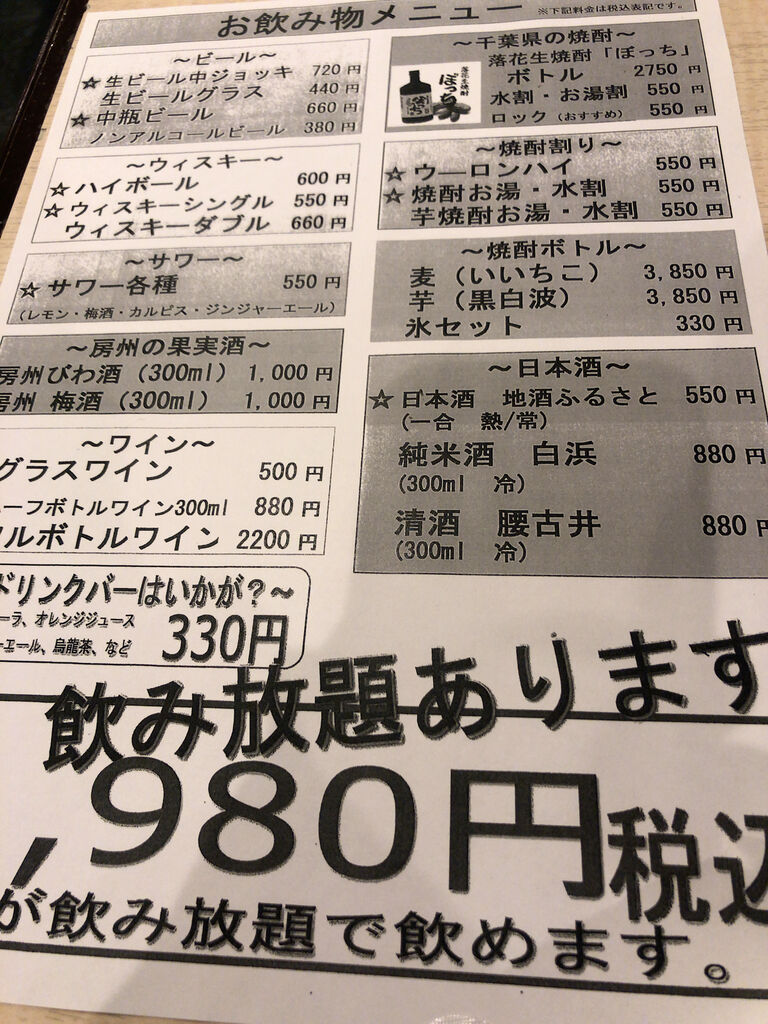 お飲み物メニュー
※下記料金は税込表記です。
～ビール～
☆生ビール中ジョッキ 720円
生ビールグラス 440円
☆中瓶ビール 660円
ノンアルコールビール 380円
～ウィスキー～
☆ハイボール 600円
☆ウィスキーシングル 550円
ウィスキーダブル 660円
～サワー～
☆サワー各種 550円
(レモン・梅酒・カルピス・ジンジャーエール)
～房州の果実酒～
房州びわ酒(300ml) 1,000円
房州 梅酒(300ml) 1,000円
～ワイン～
グラスワイン 500円
ーフボトルワイン300ml 880円
ルボトルワイン 2200円
ドリンクバーはいかが?～
ーラ、オレンジジュース
ーエール、烏龍茶、など
330円
～千葉県の焼酎～
落花生焼酎「ぼっち」
ボトル 2750円
水割・お湯割 550円
ロック(おすすめ) 550円
落花生焼酎
ぼっち
～焼酎割り～
☆ウーロンハイ 550円
☆焼酎お湯・水割 550円
芋焼酎お湯・水割 550円
～焼酎ボトル～
麦(いいちこ) 3,850円
芋(黒白波) 3,850円
氷セット 330円
～日本酒～
☆日本酒 地酒ふるさと 550円
(一合 熱/常)
純米酒 白浜 880円
(300ml 冷)
清酒 腰古井 880円
(300ml 冷)
飲み放題あります
,980円税込
が飲み放題で飲めます。